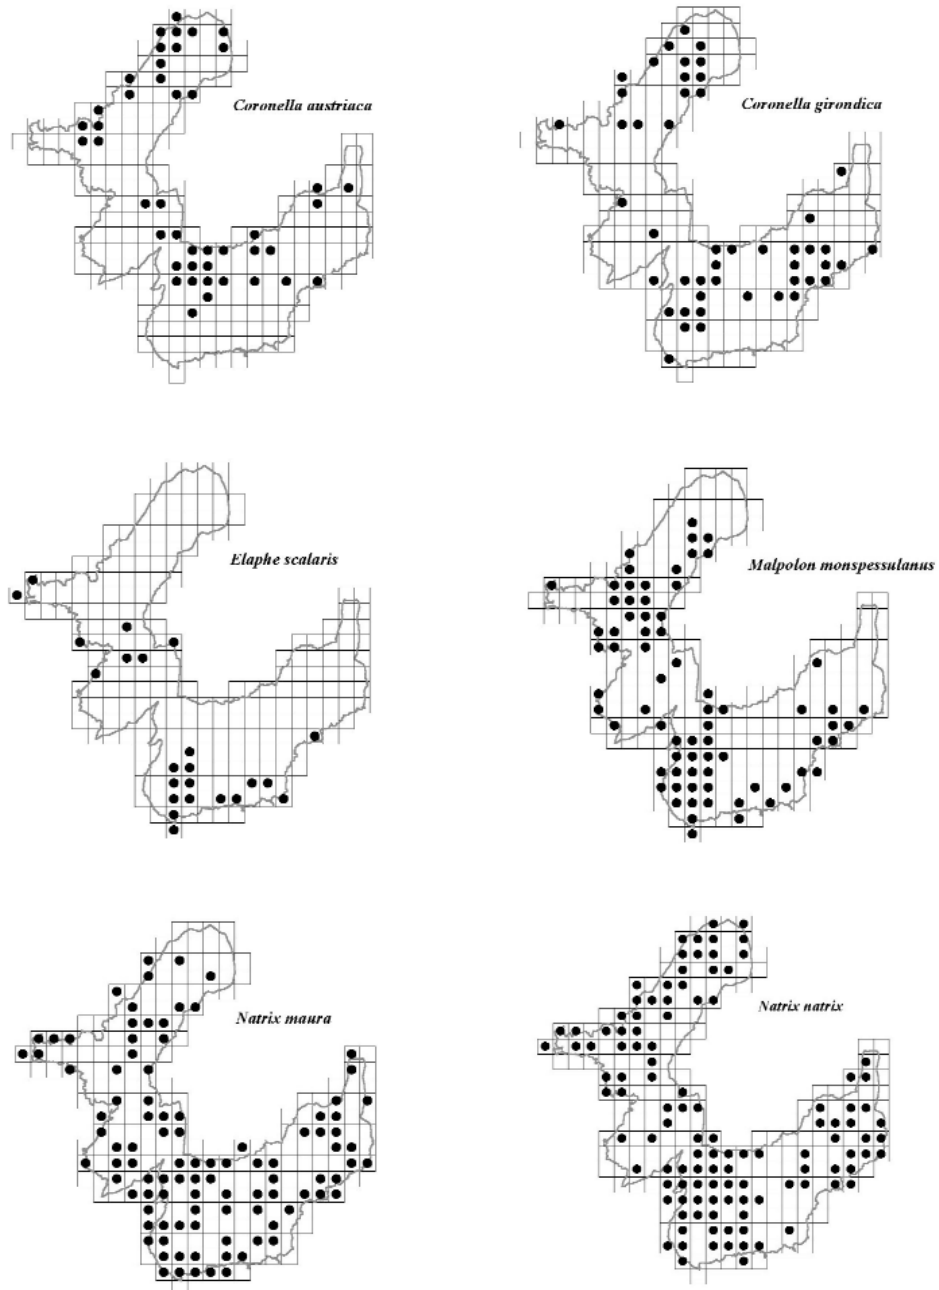 Coronella austriaca
Coronella girondica
Elaphe scalaris
Malpolon monspessulanus
Natrix maura
Natrix natrix